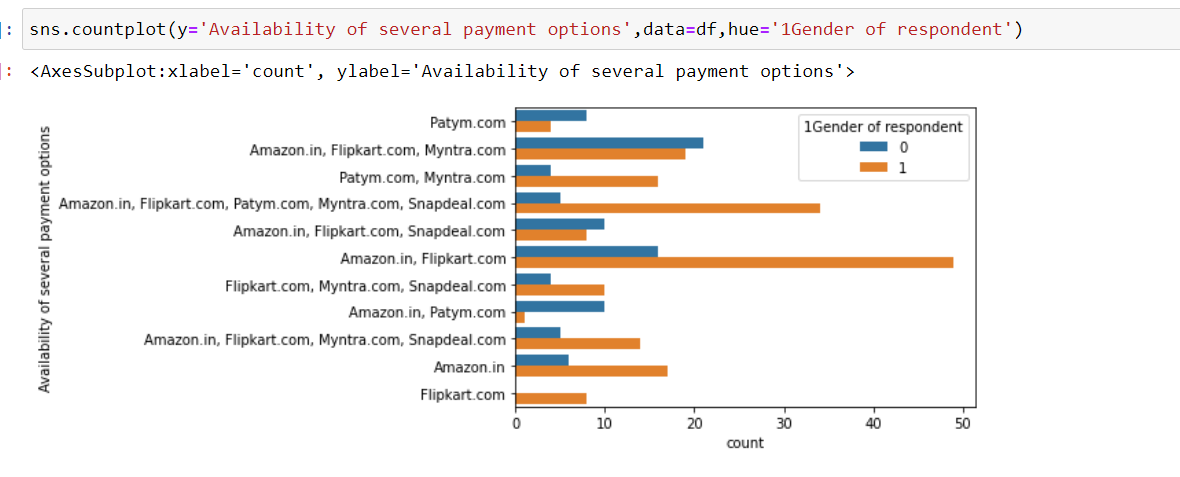 : sns.countplot(y='Availability of several payment options',data=df,hue='1Gender of respondent')
: <AxesSubplot:xlabel='count', ylabel='Availability of several payment options'>
Availability of several payment options
Patym.com
Amazon.in, Flipkart.com, Myntra.com
Patym.com, Myntra.com
Amazon.in, Flipkart.com, Patym.com, Myntra.com, Snapdeal.com
Amazon.in, Flipkart.com, Snapdeal.com
Amazon.in, Flipkart.com
Flipkart.com, Myntra.com, Snapdeal.com
Amazon.in, Patym.com
Amazon.in, Flipkart.com, Myntra.com, Snapdeal.com
Amazon.in
Flipkart.com
1Gender of respondent
0
1
0 10 20 30 40 50
count